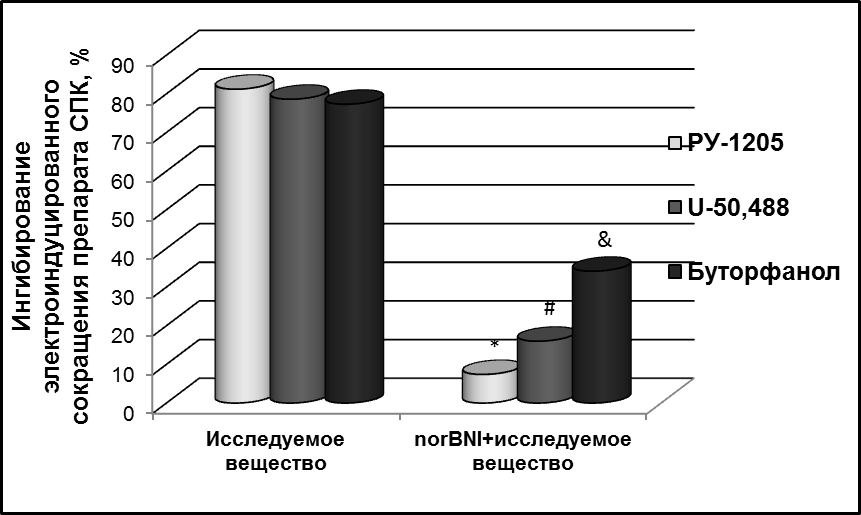 Ингибирование
электроиндуцированного
сокращения препарата СПК, %
90
80
70
60
50
40
30
20
10
0
*
#
&
Исследуемое
вещество
norBNI+исследуемое
вещество
РУ-1205
U-50,488
Буторфанол